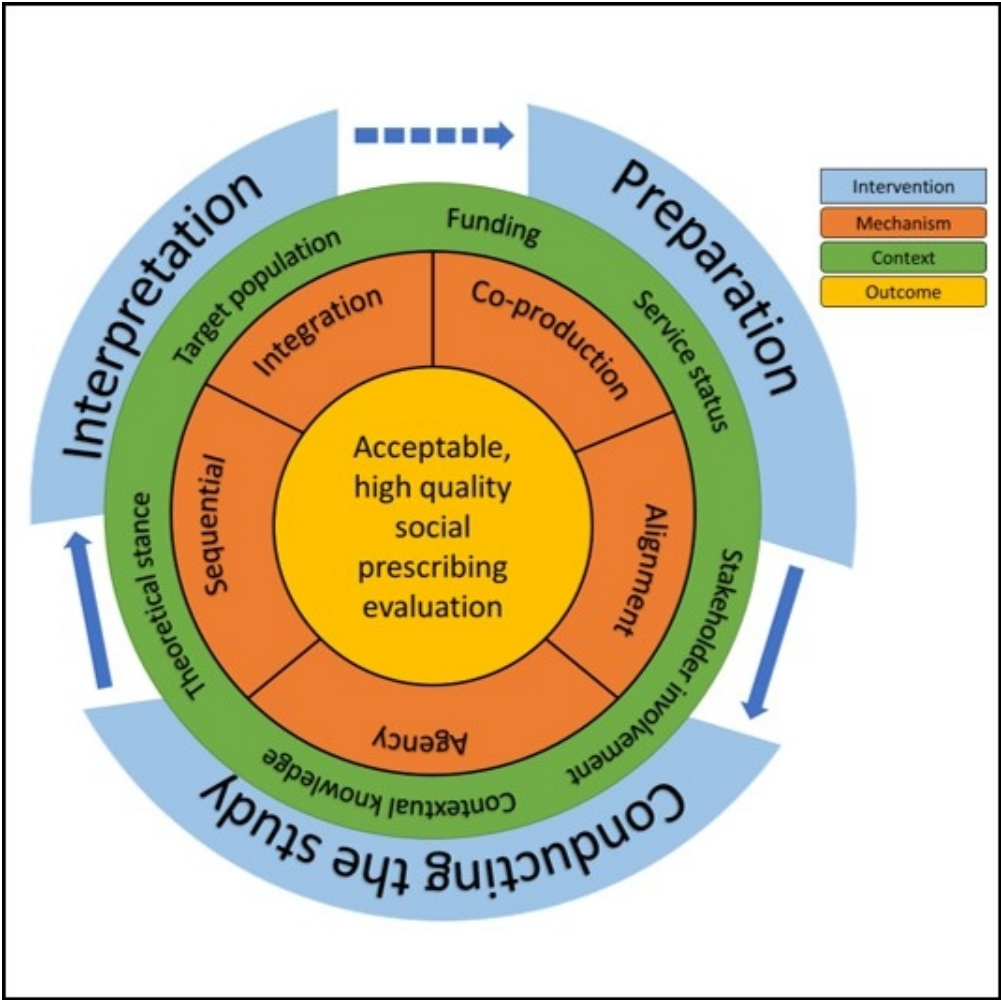 Interpretation
Preparation
Conducting the study
Funding
Service status
Stakeholder involvement
Contextual knowledge
Theoretical stance
Target population
Integration
Co-production
Alignment
Agency
Sequential
Acceptable,
high quality
social
prescribing
evaluation
Intervention
Mechanism
Context
Outcome